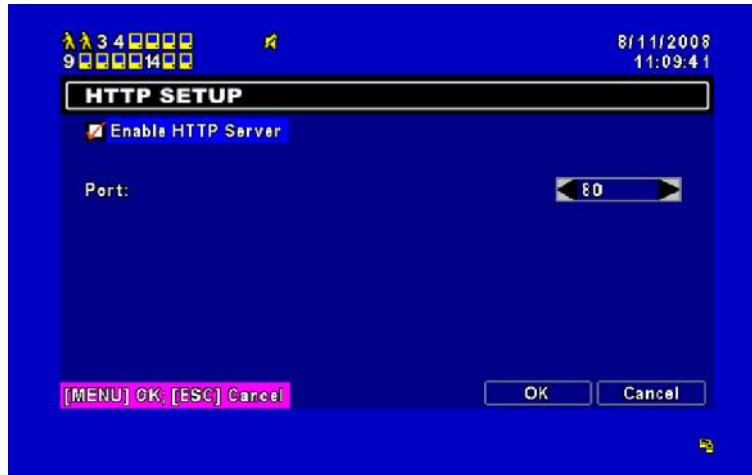 3 4 8/11/2008
9 14 11:09:41
HTTP SETUP
Enable HTTP Server
Port: 80
[MENU] OK; [ESC] Cancel OK Cancel